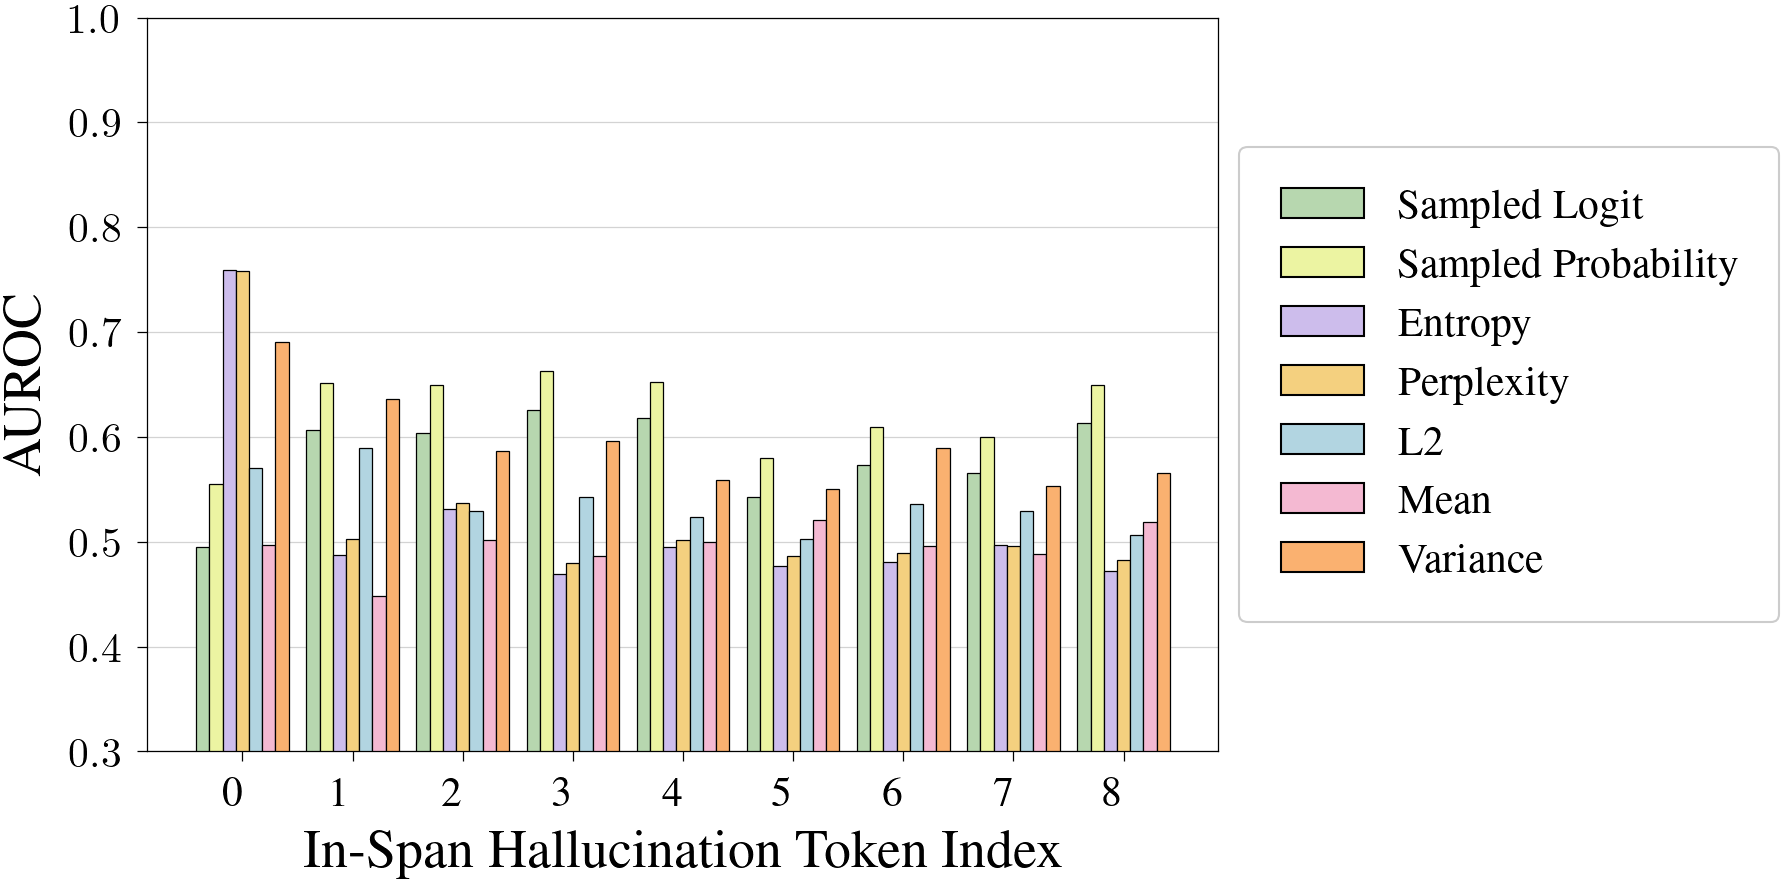 1.0
0.9
0.8
0.7
0.6
0.5
0.4
0.3
AUROC
0 1 2 3 4 5 6 7 8
In-Span Hallucination Token Index
Sampled Logit
Sampled Probability
Entropy
Perplexity
L2
Mean
Variance